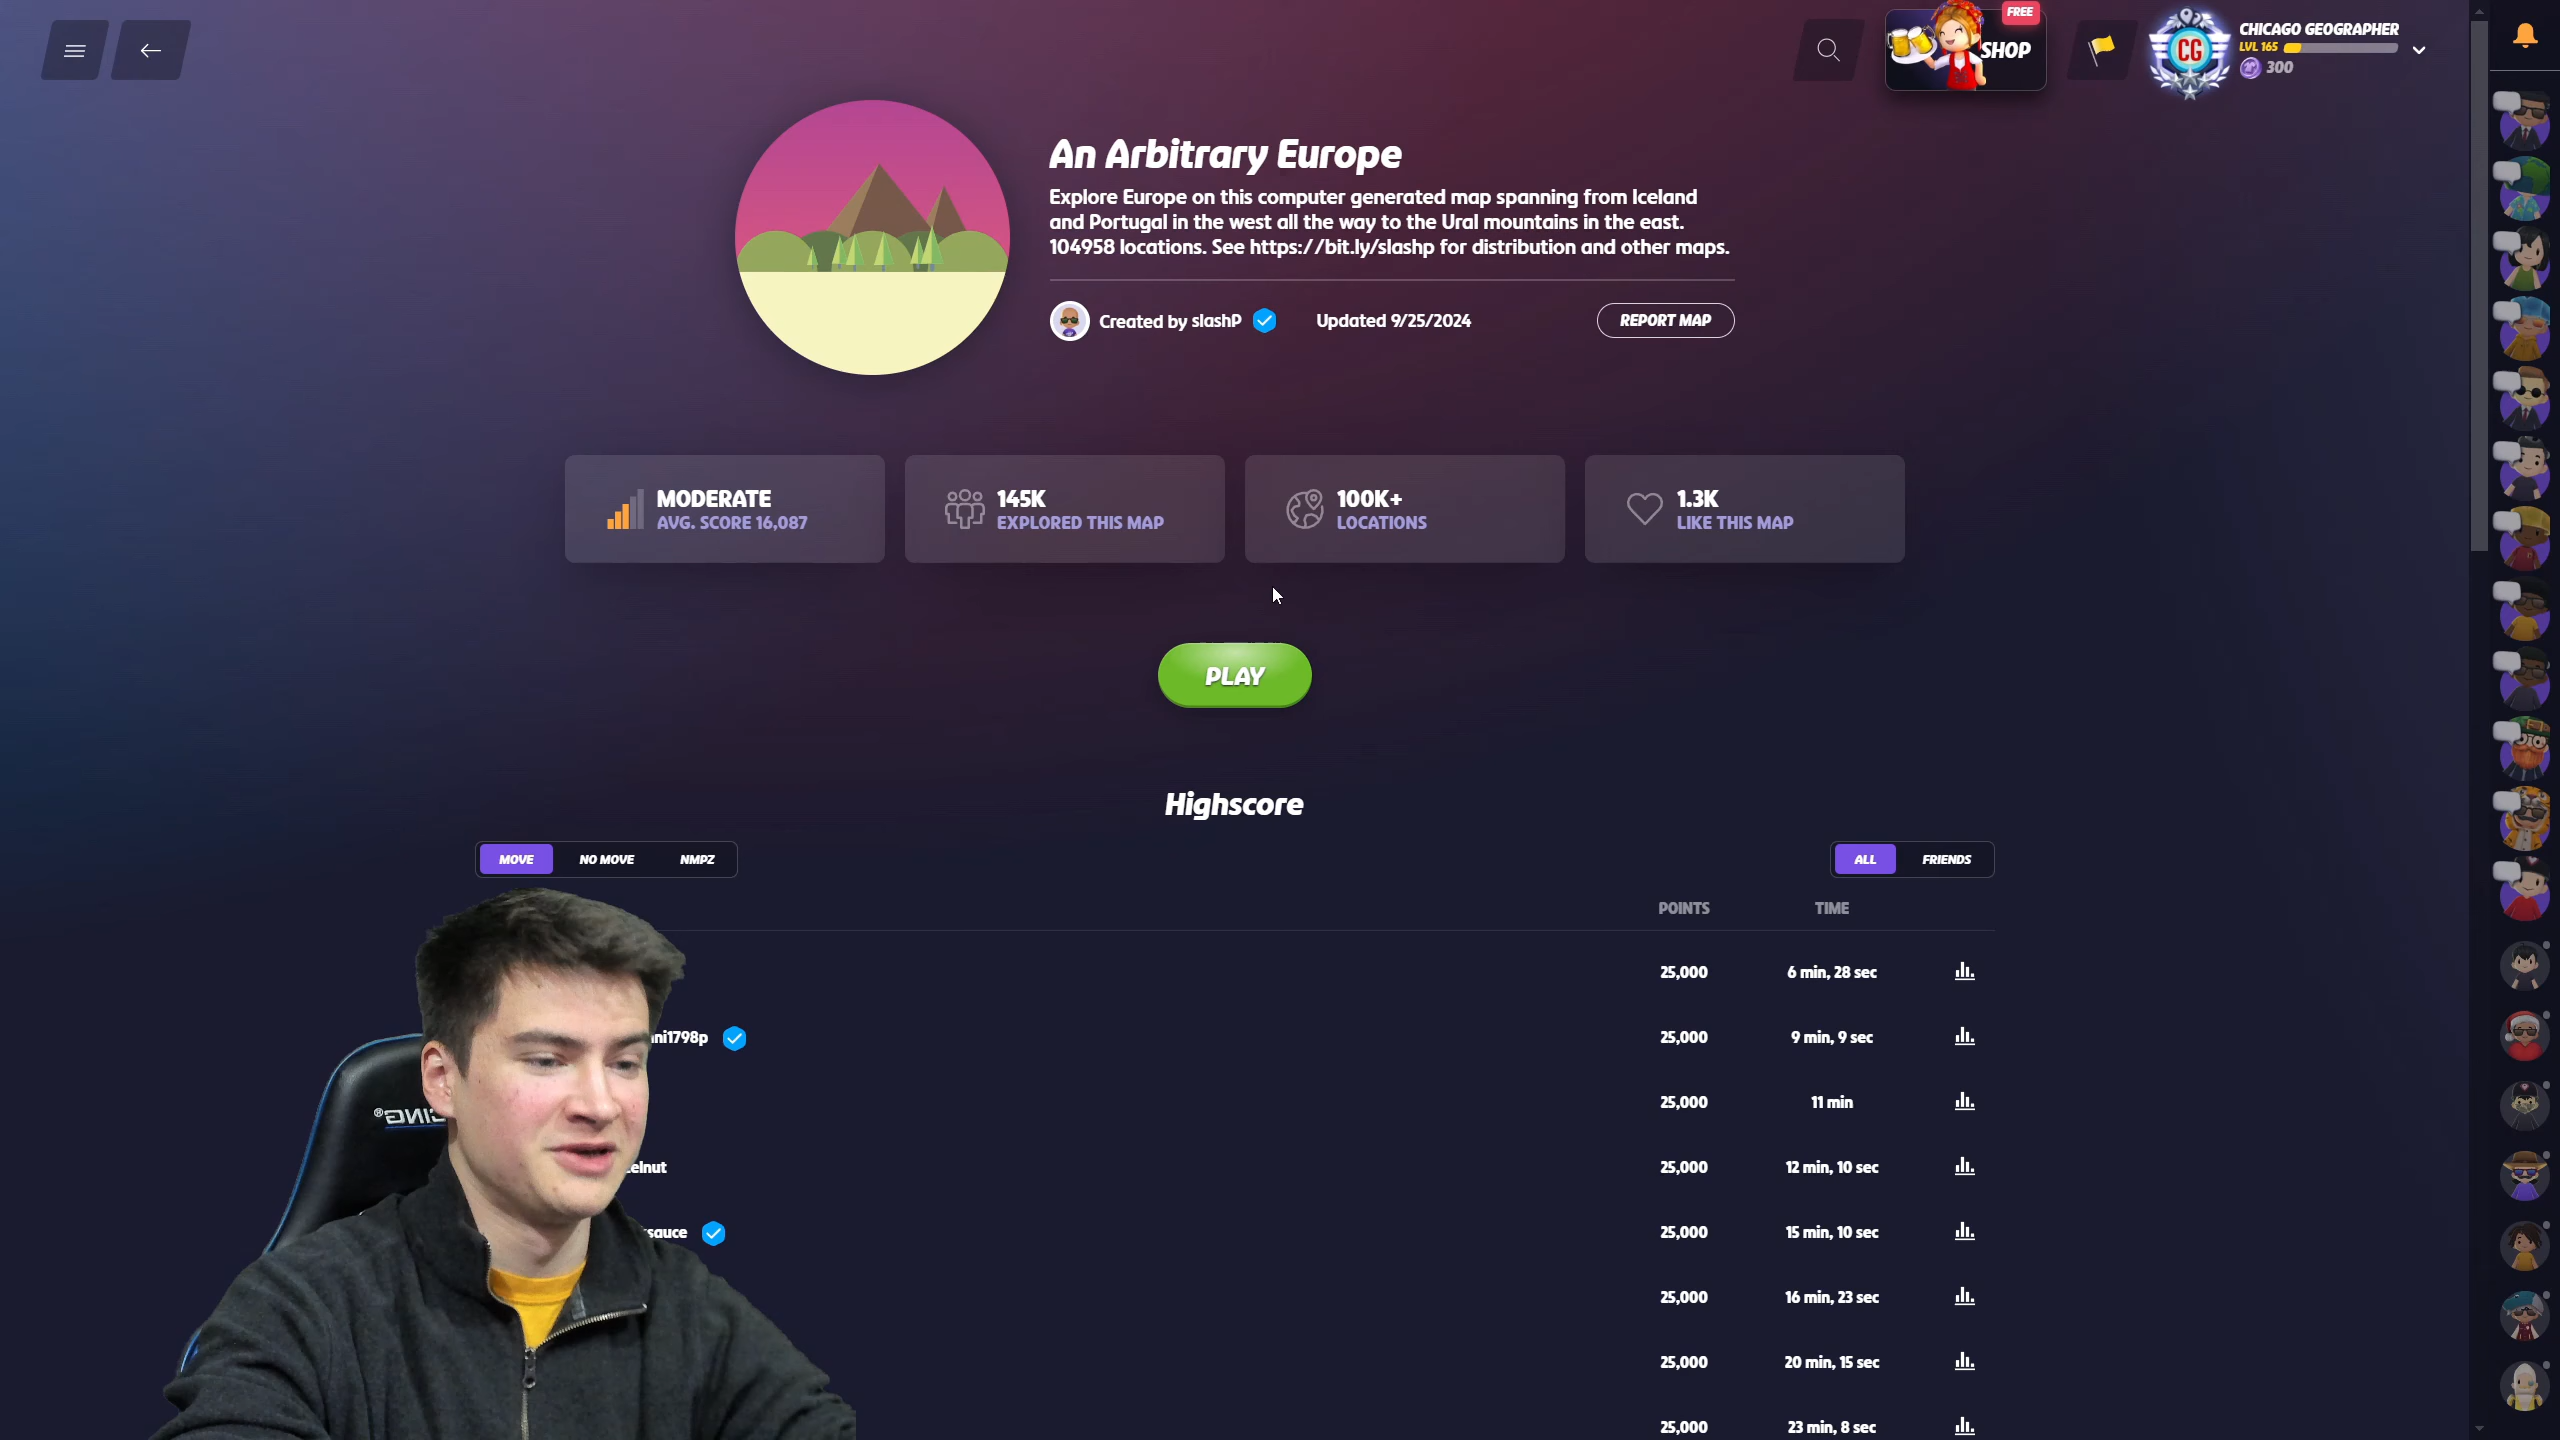 FREE
SHOP
CHICAGO GEOGRAPHER
LVL 165
300
CG
An Arbitrary Europe
Explore Europe on this computer generated map spanning from Iceland
and Portugal in the west all the way to the Ural mountains in the east.
104958 locations. See https://bit.ly/slashp for distribution and other maps.
Created by slashP
Updated 9/25/2024
REPORT MAP
MODERATE
AVG. SCORE 16,087
145K
EXPLORED THIS MAP
100K+
LOCATIONS
1.3K
LIKE THIS MAP
PLAY
Highscore
MOVE NO MOVE NMPZ
ALL FRIENDS
POINTS TIME
25,000 6 min, 28 sec
ni1798p 25,000 9 min, 9 sec
25,000 11 min
elnut 25,000 12 min, 10 sec
sauce 25,000 15 min, 10 sec
25,000 16 min, 23 sec
25,000 20 min, 15 sec
25,000 23 min, 8 sec